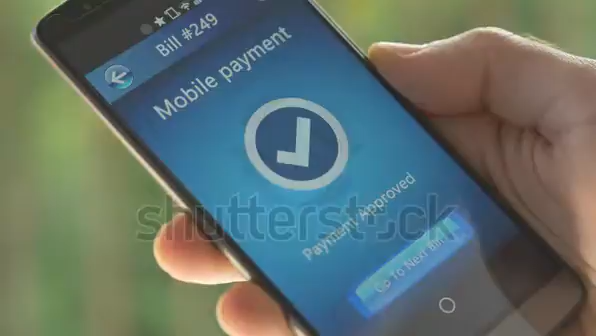 Bill #249
Mobile payment
Payment Approved
Go To Next Bill
shutterstock